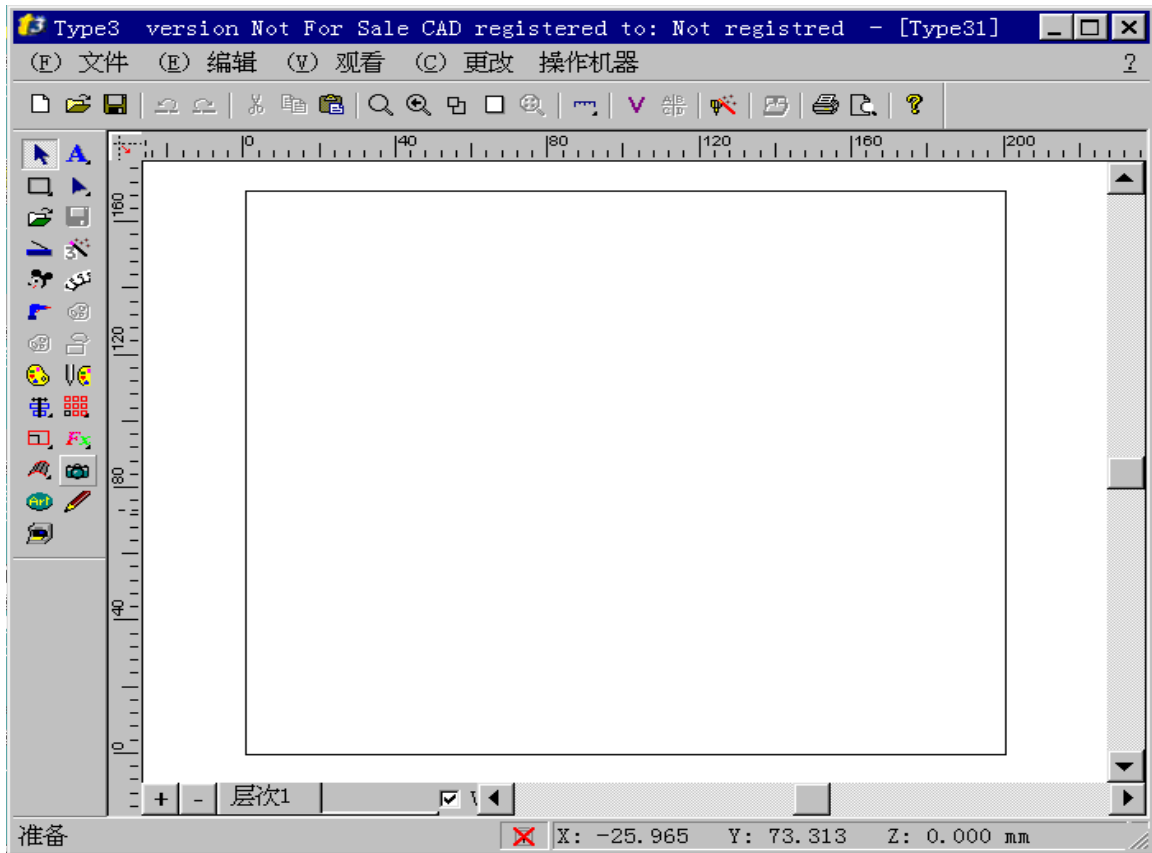 Type3 version Not For Sale CAD registered to: Not registred - [Type31]
(F) 文件 (E) 编辑 (V) 观看 (C) 更改 操作机器 ?
0 40 80 120 160 200
160
120
80
40
0
A
Fx
Art
+ - 层次1
准备 X: -25.965 Y: 73.313 Z: 0.000 mm